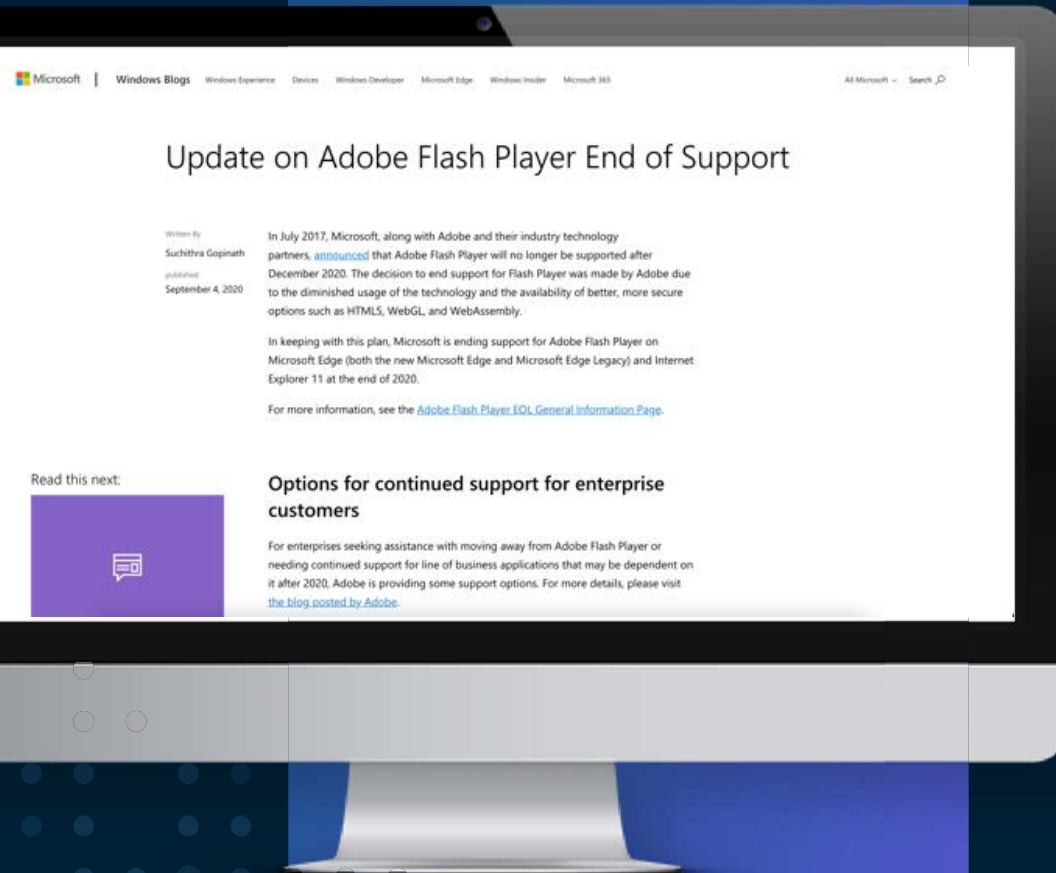 Microsoft | Windows Blogs Windows Experience Devices Windows Developer Microsoft Edge Windows Insider Microsoft 365 All Microsoft Search
Update on Adobe Flash Player End of Support
Written By
Suchithra Gopinath
published
September 4, 2020
In July 2017, Microsoft, along with Adobe and their industry technology
partners, announced that Adobe Flash Player will no longer be supported after
December 2020. The decision to end support for Flash Player was made by Adobe due
to the diminished usage of the technology and the availability of better, more secure
options such as HTML5, WebGL, and WebAssembly.
In keeping with this plan, Microsoft is ending support for Adobe Flash Player on
Microsoft Edge (both the new Microsoft Edge and Microsoft Edge Legacy) and Internet
Explorer 11 at the end of 2020.
For more information, see the Adobe Flash Player EOL General Information Page.
Read this next:
Options for continued support for enterprise
customers
For enterprises seeking assistance with moving away from Adobe Flash Player or
needing continued support for line of business applications that may be dependent on
it after 2020, Adobe is providing some support options. For more details, please visit
the blog posted by Adobe.